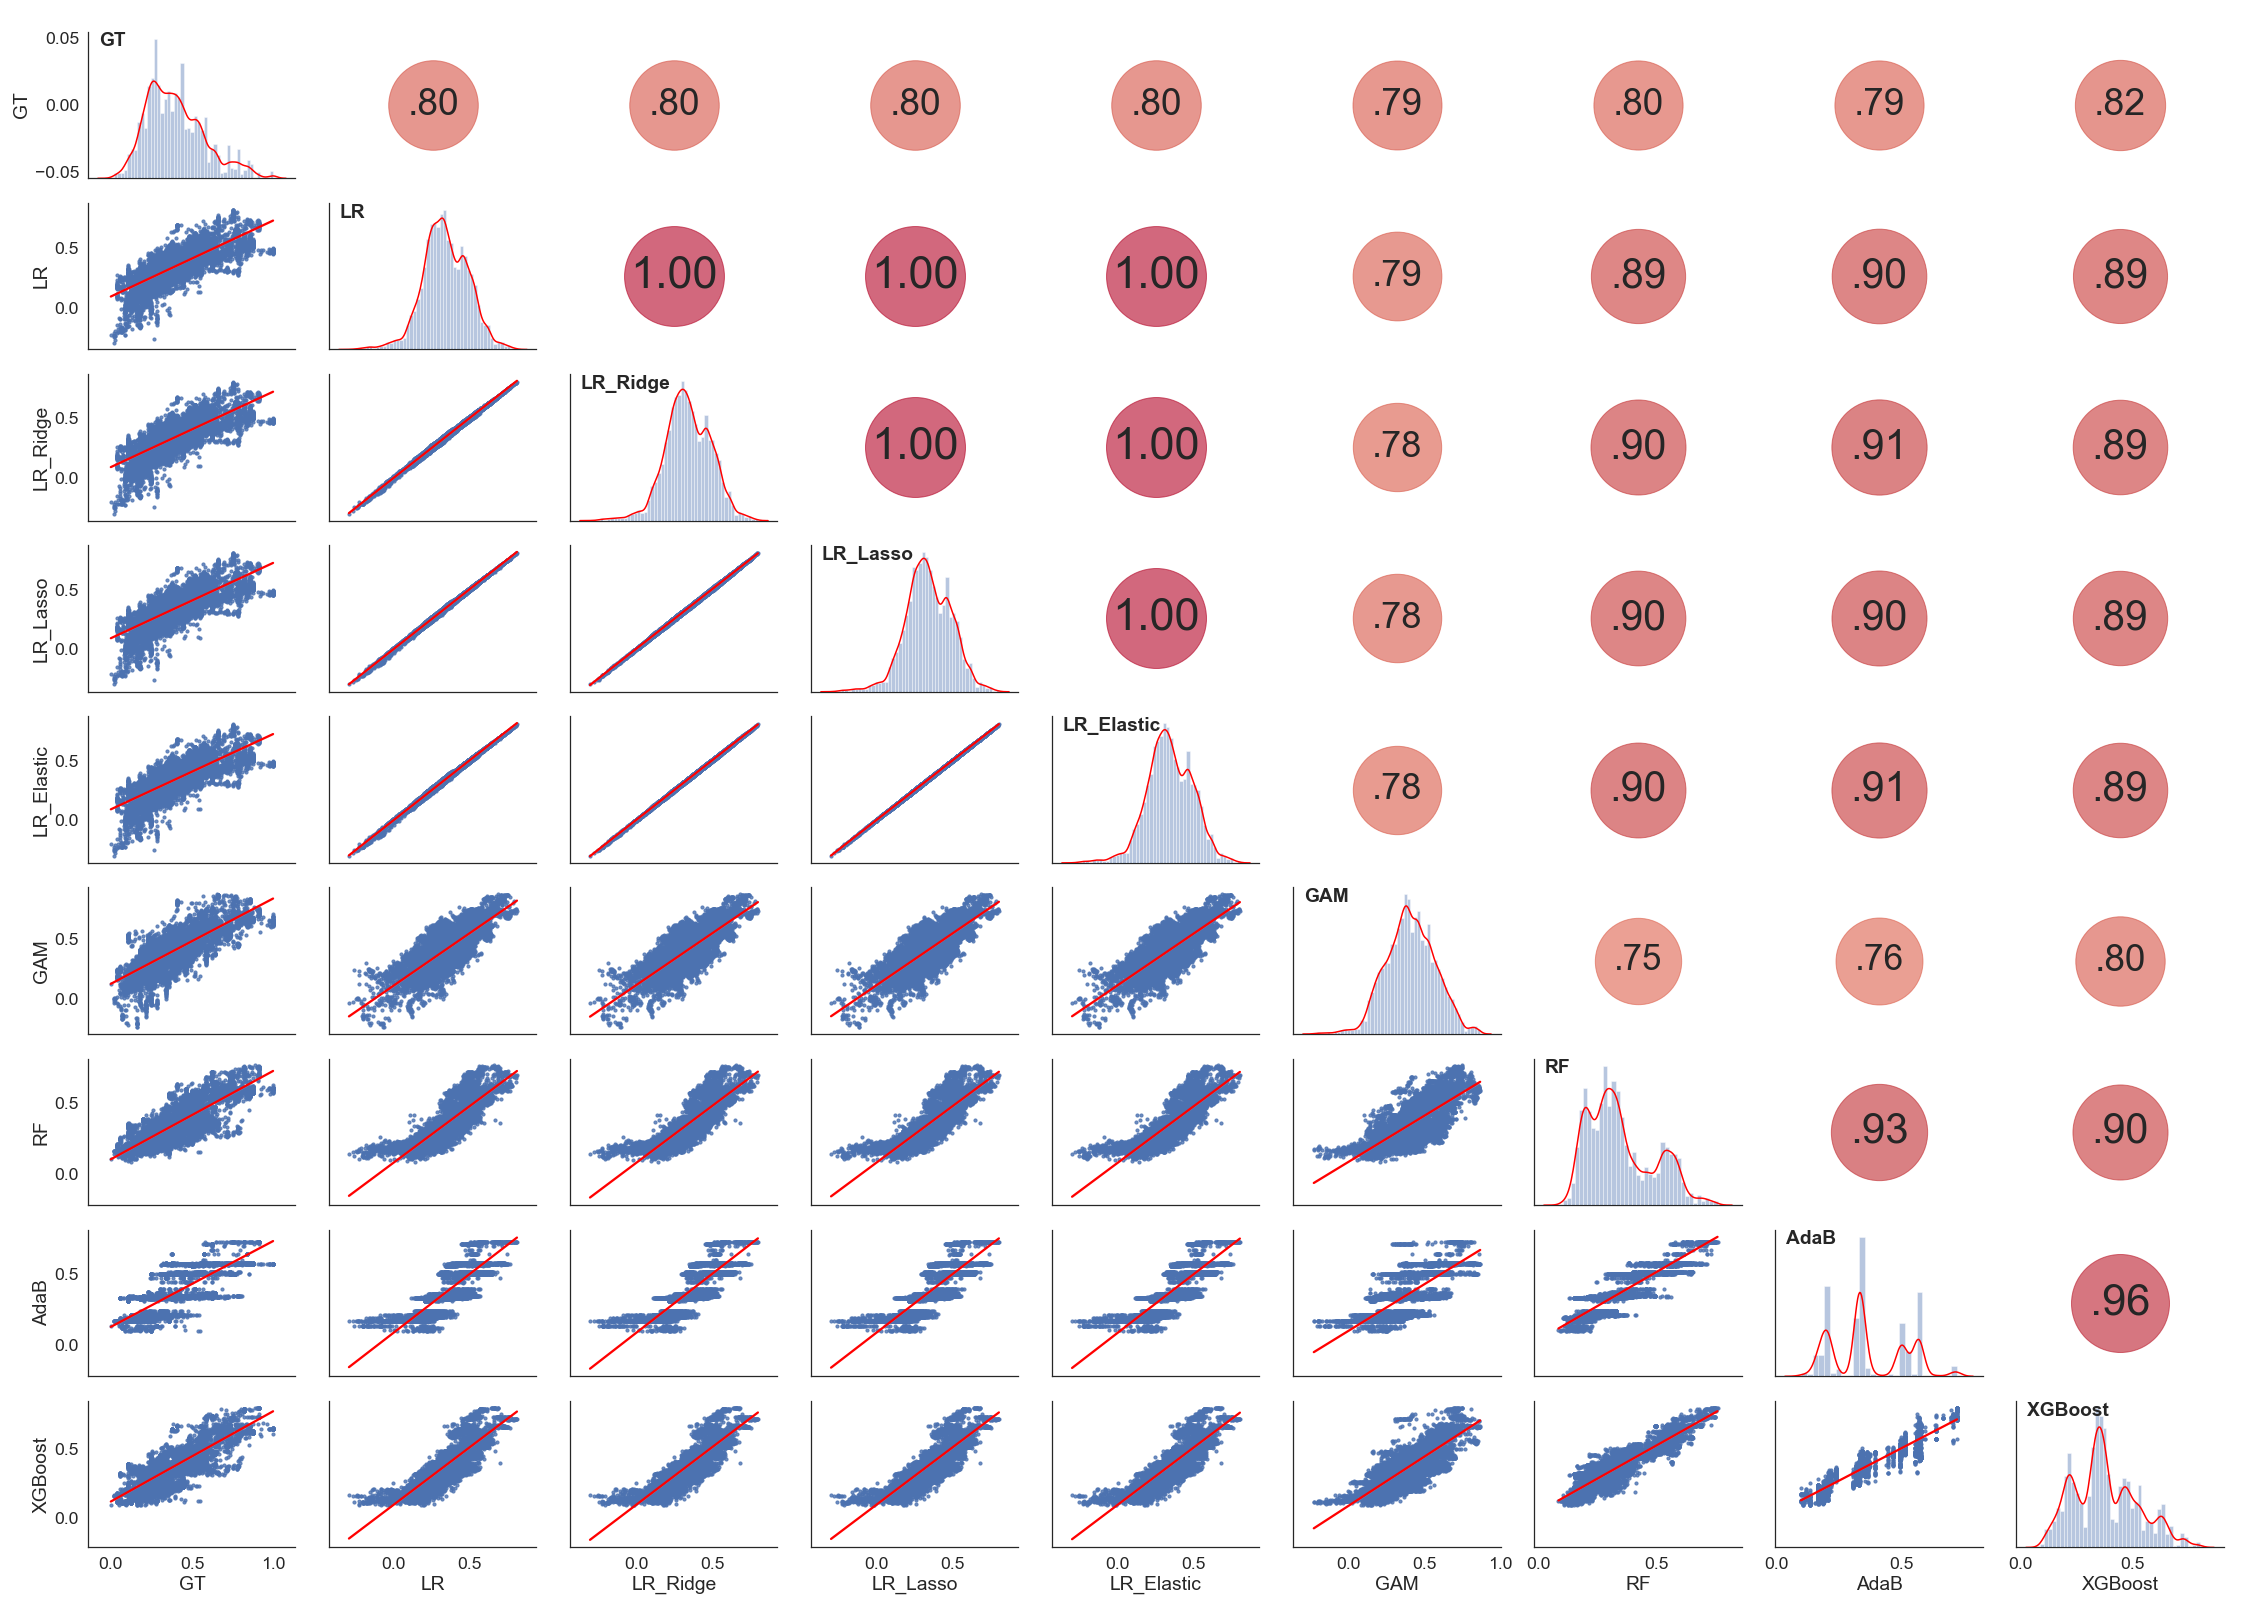 0.05 GT
GT 0.00 .80 .80 .80 .80 .79 .80 .79 .82
−0.05
LR
LR 0.5 1.00 1.00 1.00 .79 .89 .90 .89
0.0
LR_Ridge
LR_Ridge 0.5 1.00 1.00 .78 .90 .91 .89
0.0
LR_Lasso
LR_Lasso 0.5 1.00 .78 .90 .90 .89
0.0
LR_Elastic
LR_Elastic 0.5 .78 .90 .91 .89
0.0
GAM
GAM 0.5 .75 .76 .80
0.0
RF
RF 0.5 .93 .90
0.0
AdaB
AdaB 0.5 .96
0.0
XGBoost
XGBoost 0.5
0.0
0.0 0.5 1.0 0.0 0.5 0.0 0.5 0.0 0.5 0.0 0.5 0.0 0.5 1.0 0.0 0.5 0.0 0.5 0.0 0.5
GT LR LR_Ridge LR_Lasso LR_Elastic GAM RF AdaB XGBoost